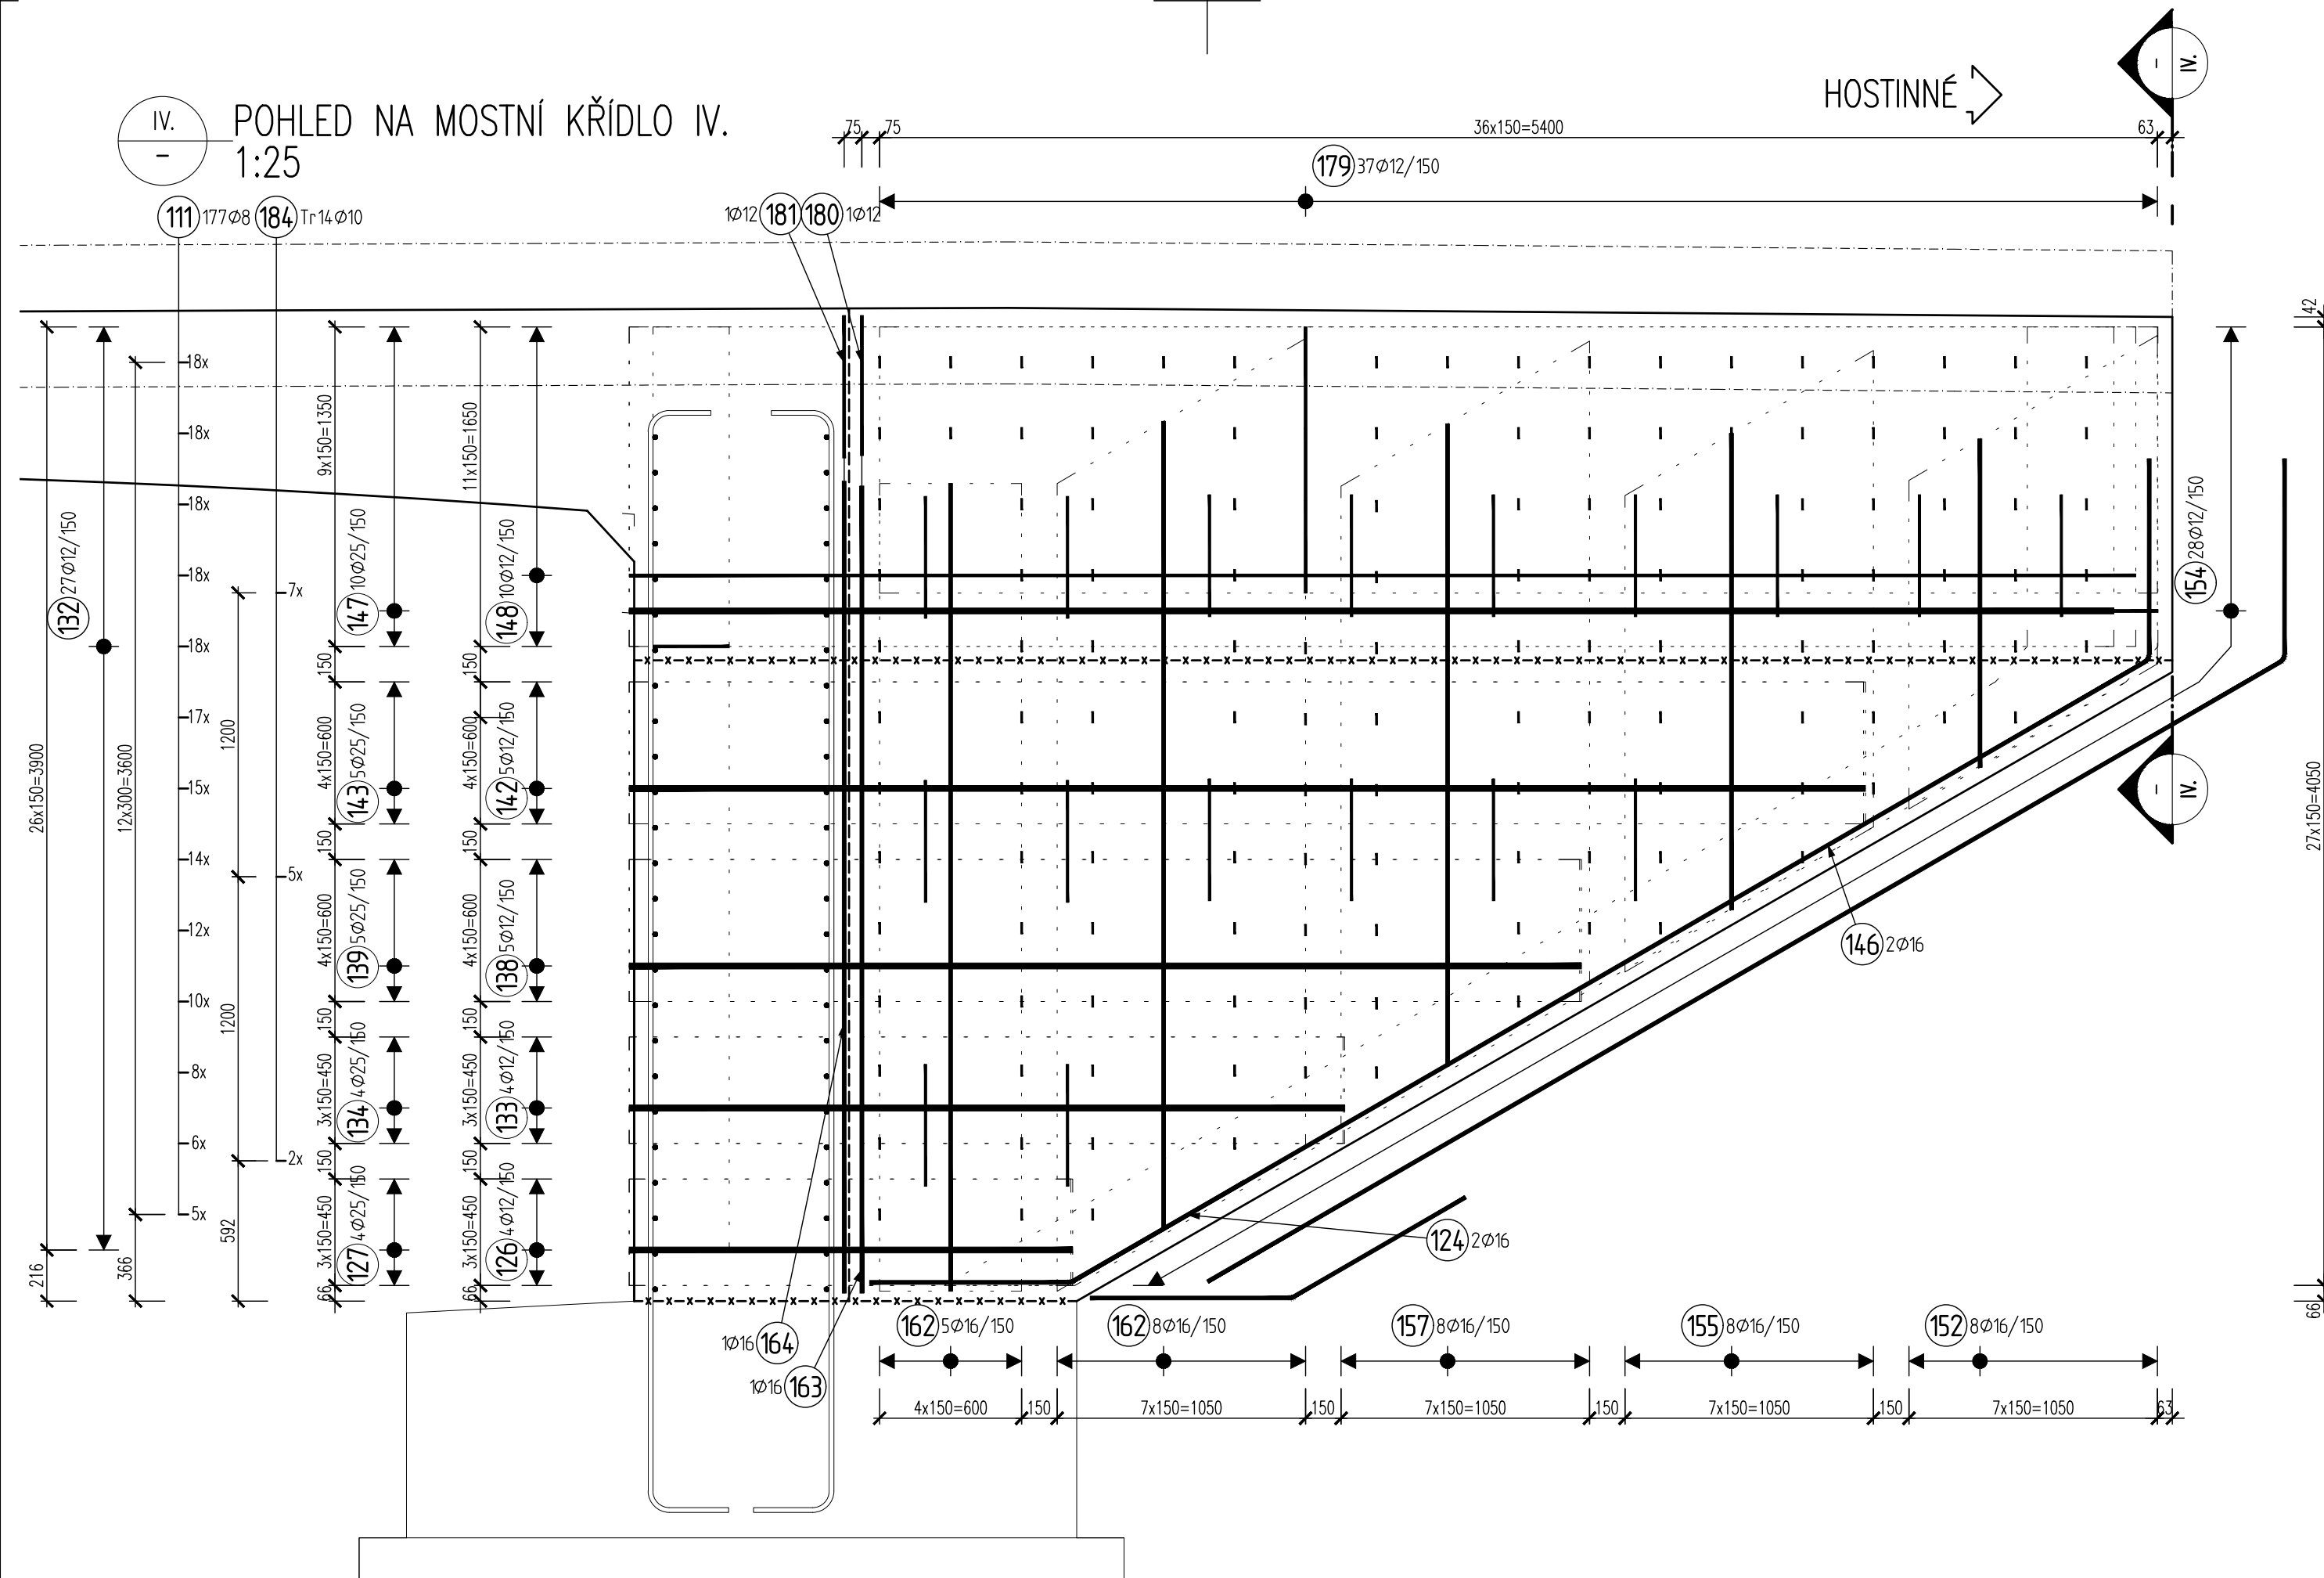 IV.
–
POHLED NA MOSTNÍ KŘÍDLO IV.
1:25
HOSTINNÉ
–
IV.
75
75
36x150=5400
63
179 37Ø12/150
111 177Ø8
184 Tr14Ø10
1Ø12 181
180 1Ø12
42
18x
18x
18x
18x
18x
17x
15x
14x
12x
10x
8x
6x
5x
7x
5x
2x
26x150=3900
216
132 27Ø12/150
12x300=3600
366
1200
1200
592
9x150=1350
150
4x150=600
150
4x150=600
150
3x150=450
150
3x150=450
66
147 10Ø25/150
143 5Ø25/150
139 5Ø25/150
134 4Ø25/150
127 4Ø25/150
11x150=1650
150
4x150=600
150
4x150=600
150
3x150=450
150
3x150=450
66
148 10Ø12/150
142 5Ø12/150
138 5Ø12/150
133 4Ø12/150
126 4Ø12/150
154 28Ø12/150
27x150=4050
66
–
IV.
146 2Ø16
124 2Ø16
1Ø16 164
1Ø16 163
162 5Ø16/150
162 8Ø16/150
157 8Ø16/150
155 8Ø16/150
152 8Ø16/150
4x150=600
150
7x150=1050
150
7x150=1050
150
7x150=1050
150
7x150=1050
63